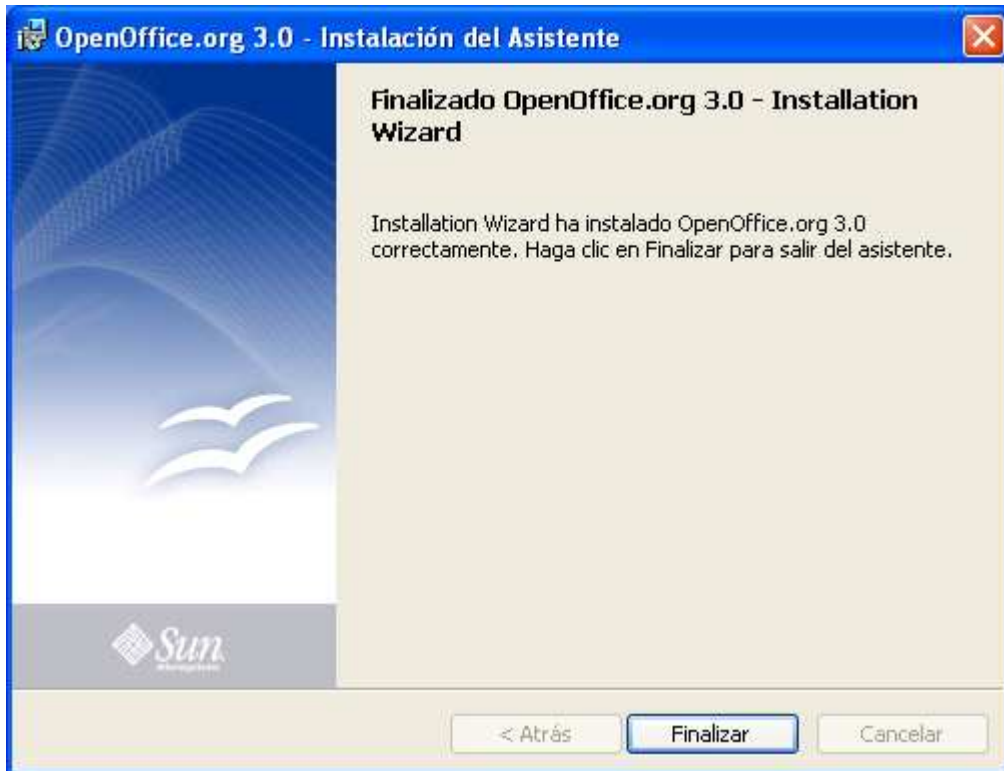 OpenOffice.org 3.0 - Instalación del Asistente
Finalizado OpenOffice.org 3.0 - Installation
Wizard
Installation Wizard ha instalado OpenOffice.org 3.0
correctamente. Haga clic en Finalizar para salir del asistente.
Sun
< Atrás
Finalizar
Cancelar